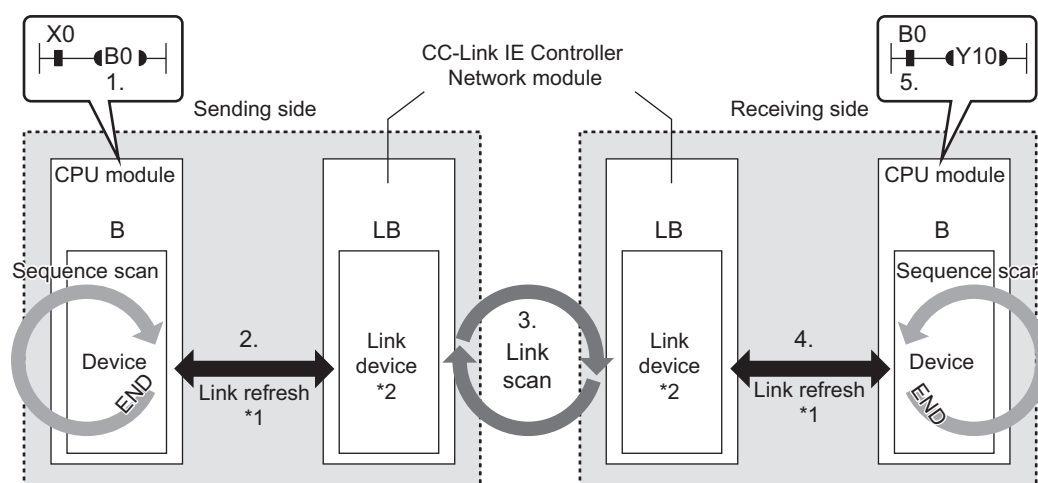 X0
B0
1.
CC-Link IE Controller
Network module
B0
Y10
5.
Sending side
Receiving side
CPU module
B
LB
LB
CPU module
B
Sequence scan
Device
END
2.
Link refresh
*1
Link
device
*2
3.
Link
scan
Link
device
*2
4.
Link refresh
*1
Sequence scan
Device
END